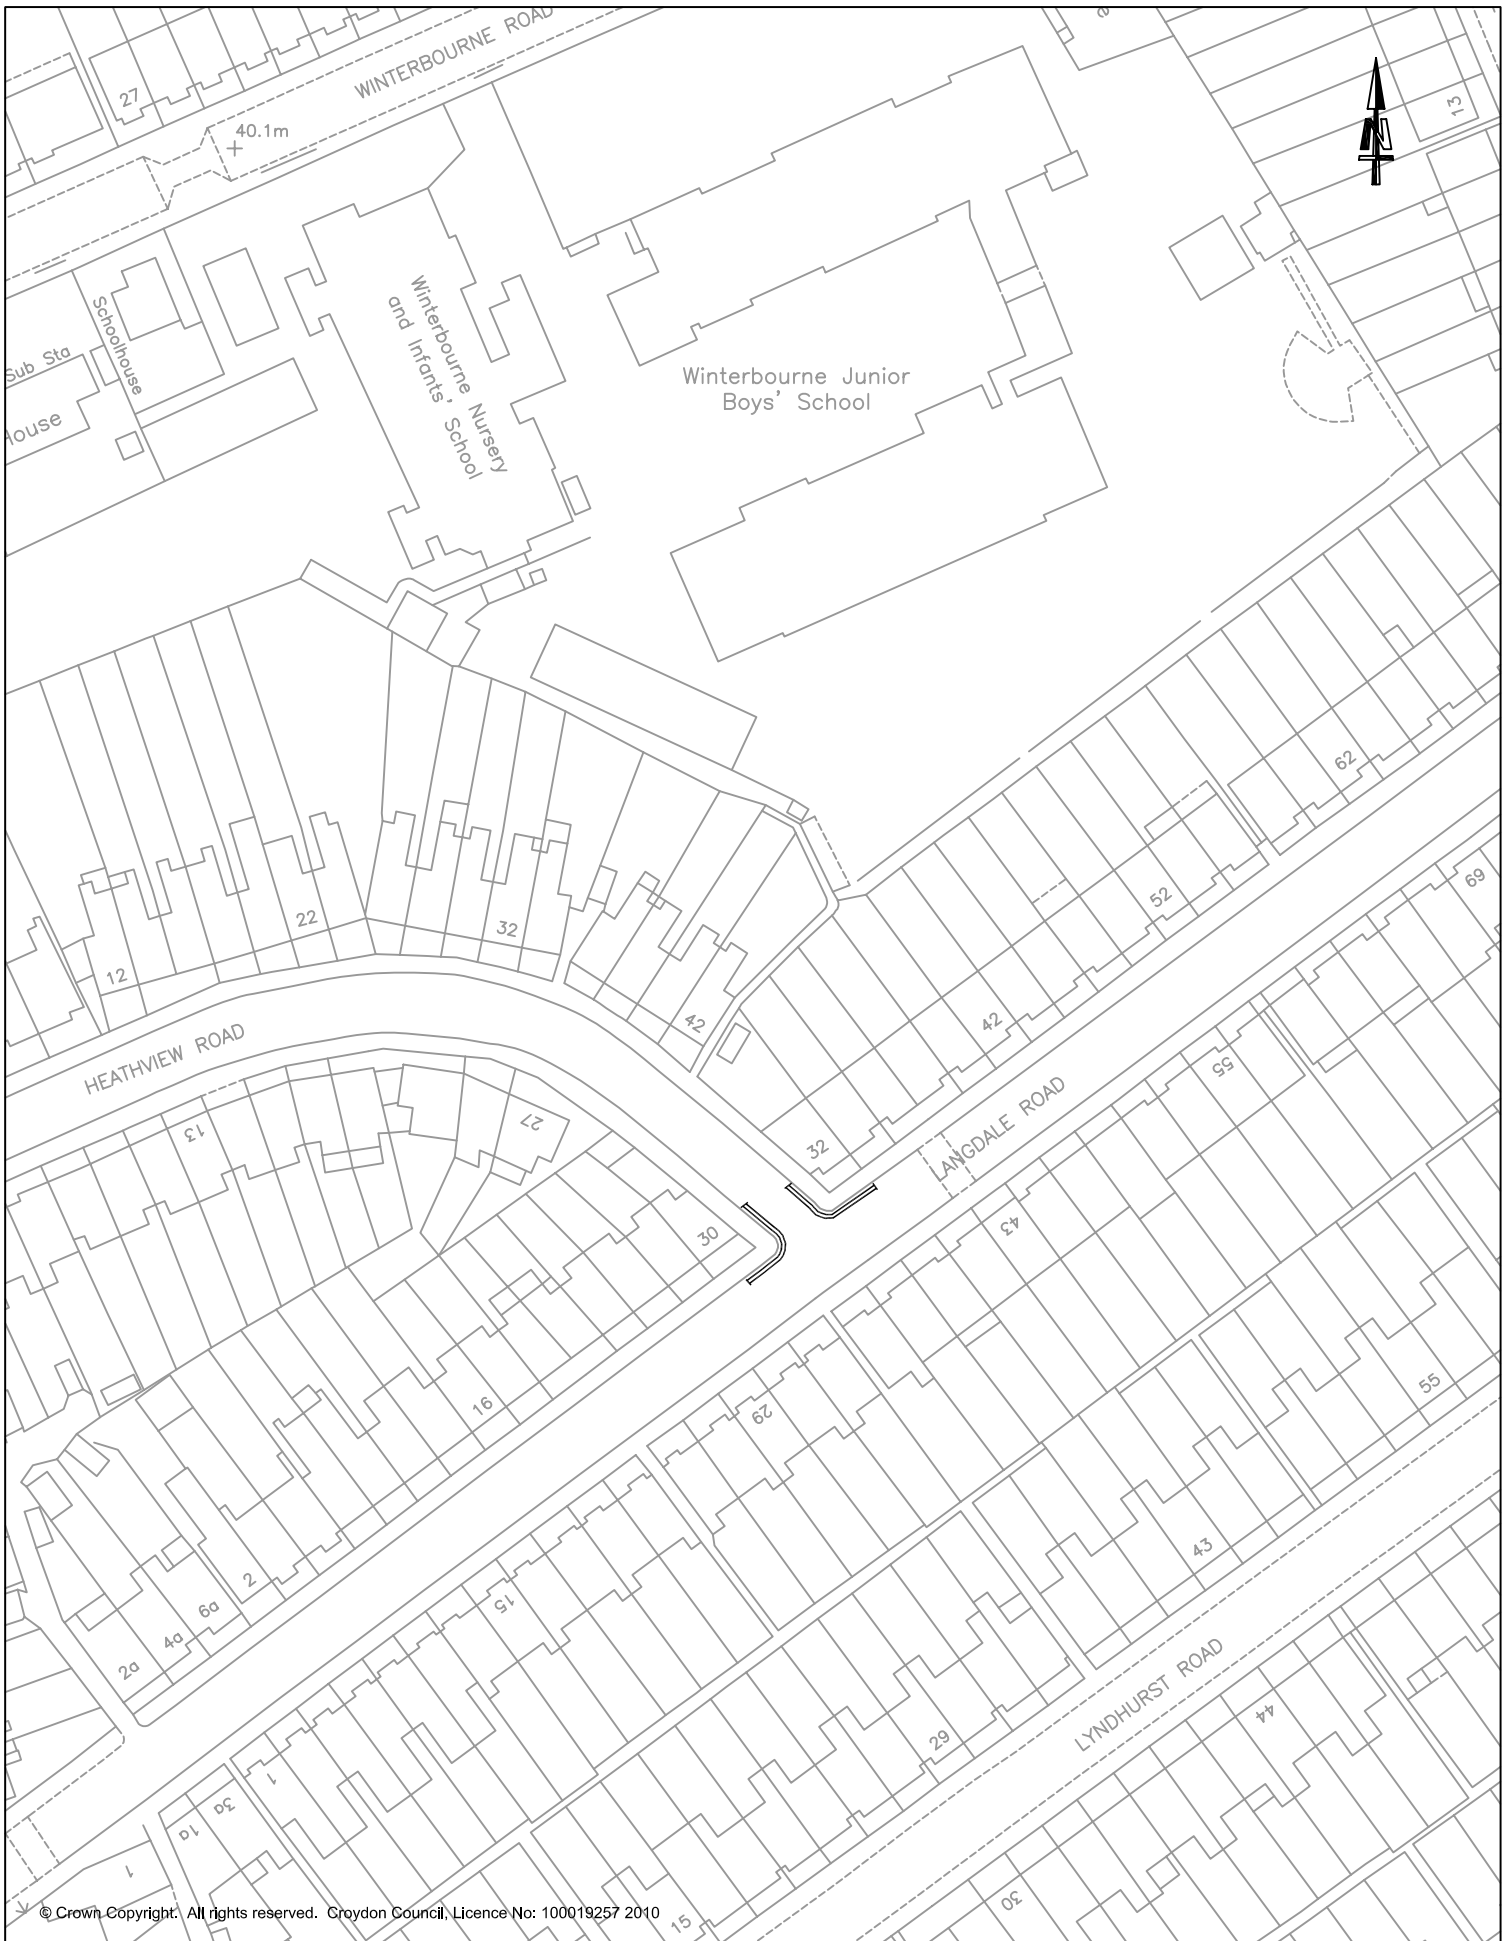 WINTERBOURNE ROAD
27
40.1m
13
N
Schoolhouse
Sub Sta
House
Winterbourne Nursery
and Infants' School
Winterbourne Junior
Boys' School
62
52
69
22
32
12
42
42
55
HEATHVIEW ROAD
13
27
32
ANGDALE ROAD
30
43
16
29
55
15
43
2
6a
4a
2a
LYNDHURST ROAD
29
44
1
3a
1a
1
30
15
© Crown Copyright. All rights reserved. Croydon Council, Licence No: 100019257 2010